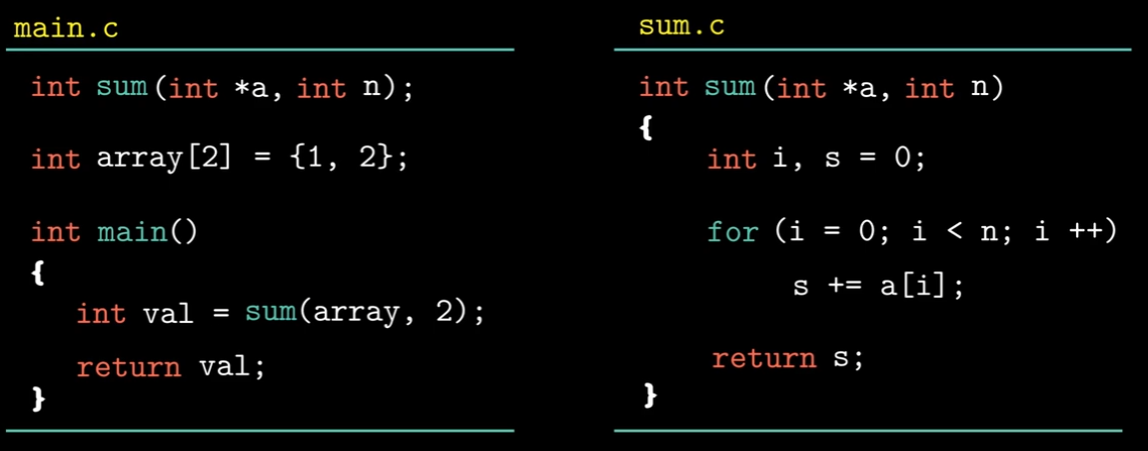 main.c
int sum(int *a, int n);
int array[2] = {1, 2};
int main()
{
int val = sum(array, 2);
return val;
}
sum.c
int sum(int *a, int n)
{
int i, s = 0;
for (i = 0; i < n; i ++)
s += a[i];
return s;
}